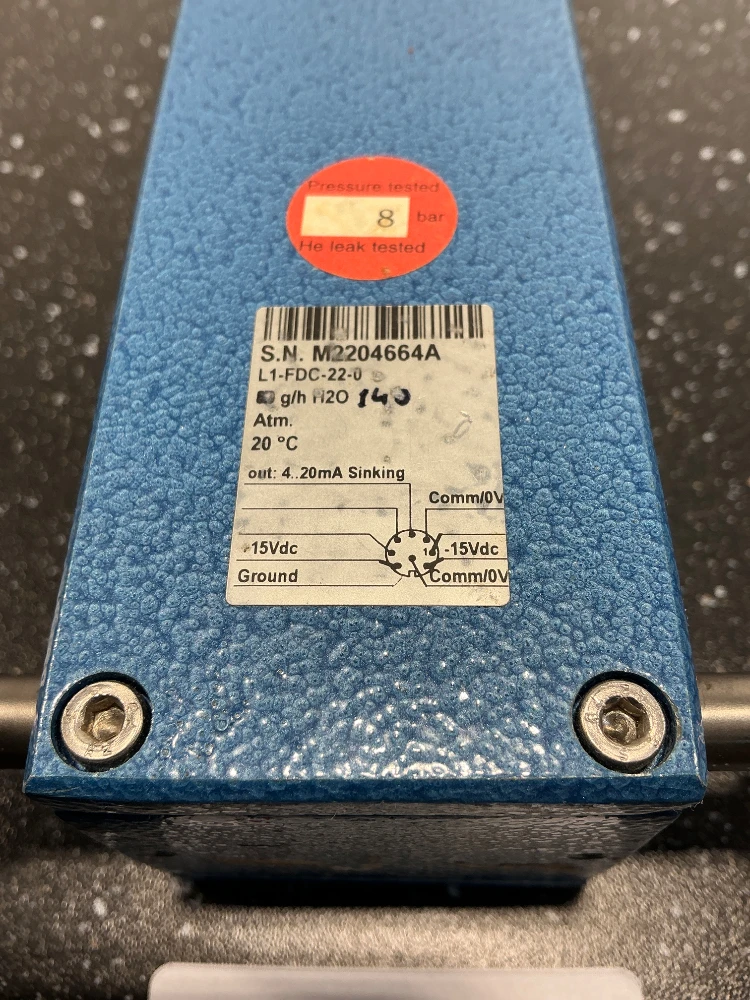 Pressure tested
8 bar
He leak tested
S.N. M2204664A
L1-FDC-22-0
g/h H2O 140
Atm.
20 °C
out: 4..20mA Sinking
Comm/0V
+15Vdc
-15Vdc
Ground
Comm/0V